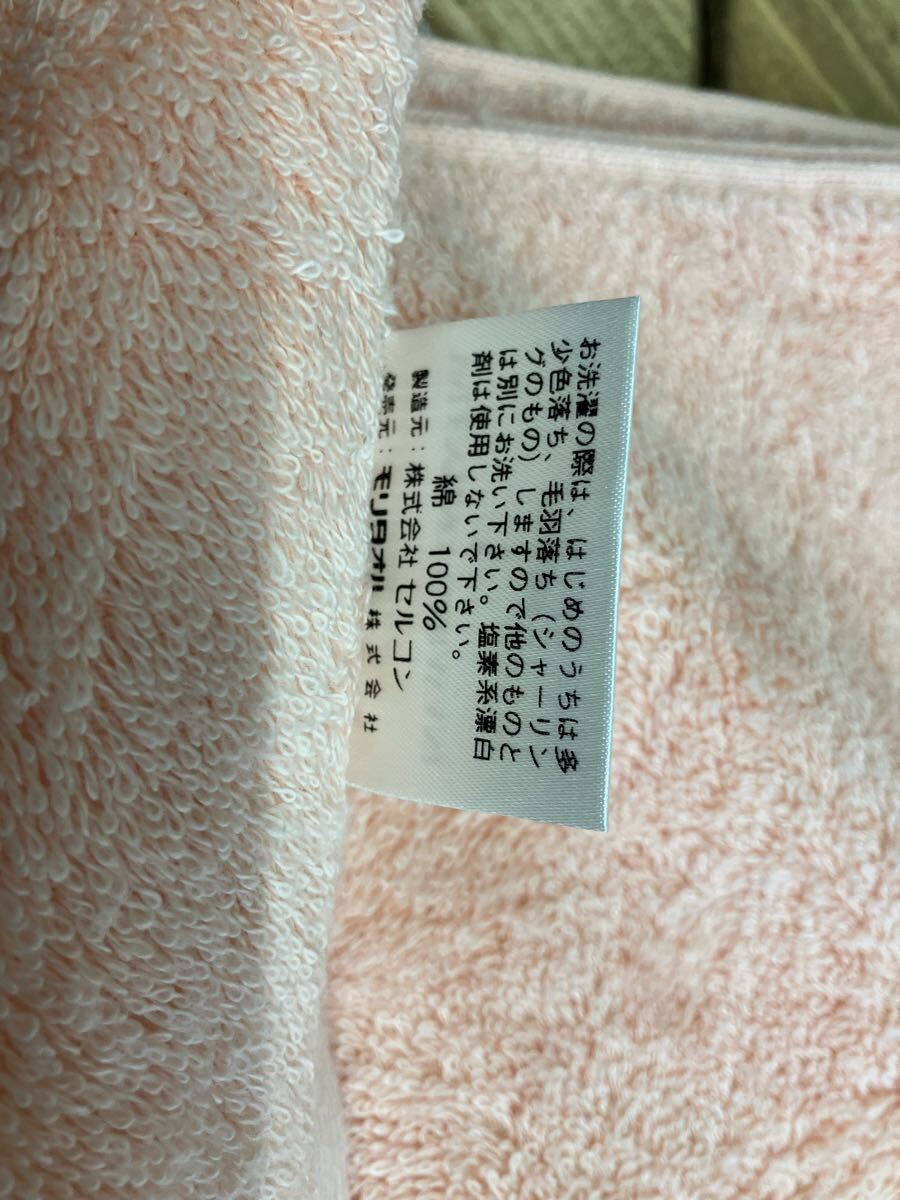 お洗濯の際は、はじめのうちは多
少色落ち、毛羽落ち（シャーリン
グのもの）しますので他のものと
は別にお洗い下さい。塩素系漂白
剤は使用しないで下さい。
綿 100%
製造元：株式会社 セルコン
発売元：モリタオル 株式会社